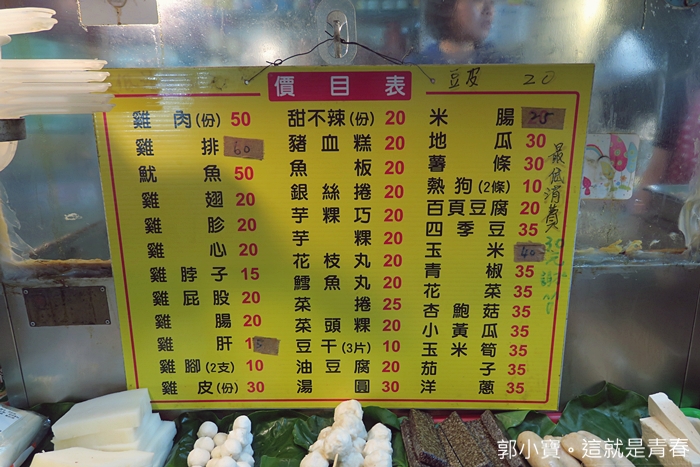 豆皮 20
價目表
雞肉(份) 50
雞排 60
魷魚 50
雞翅 20
雞胗 20
雞心 20
雞脖子 15
雞屁股 20
雞腸 20
雞肝 15
雞腳(2支) 10
雞皮(份) 30
甜不辣(份) 20
豬血糕 20
魚板 20
銀絲捲 20
芋粿巧 20
芋粿 20
花枝丸 20
鱈魚丸 20
菜捲 25
菜頭粿 20
豆干(3片) 10
油豆腐 20
湯圓 30
米腸 25
地瓜 30
薯條 30
熱狗(2條) 10
百頁豆腐 20
四季豆 35
玉米 40
青椒 35
花菜 35
杏鮑菇 35
小黃瓜 35
玉米筍 35
茄子 35
洋蔥 35
最低消費
30元
郭小寶。這就是青春